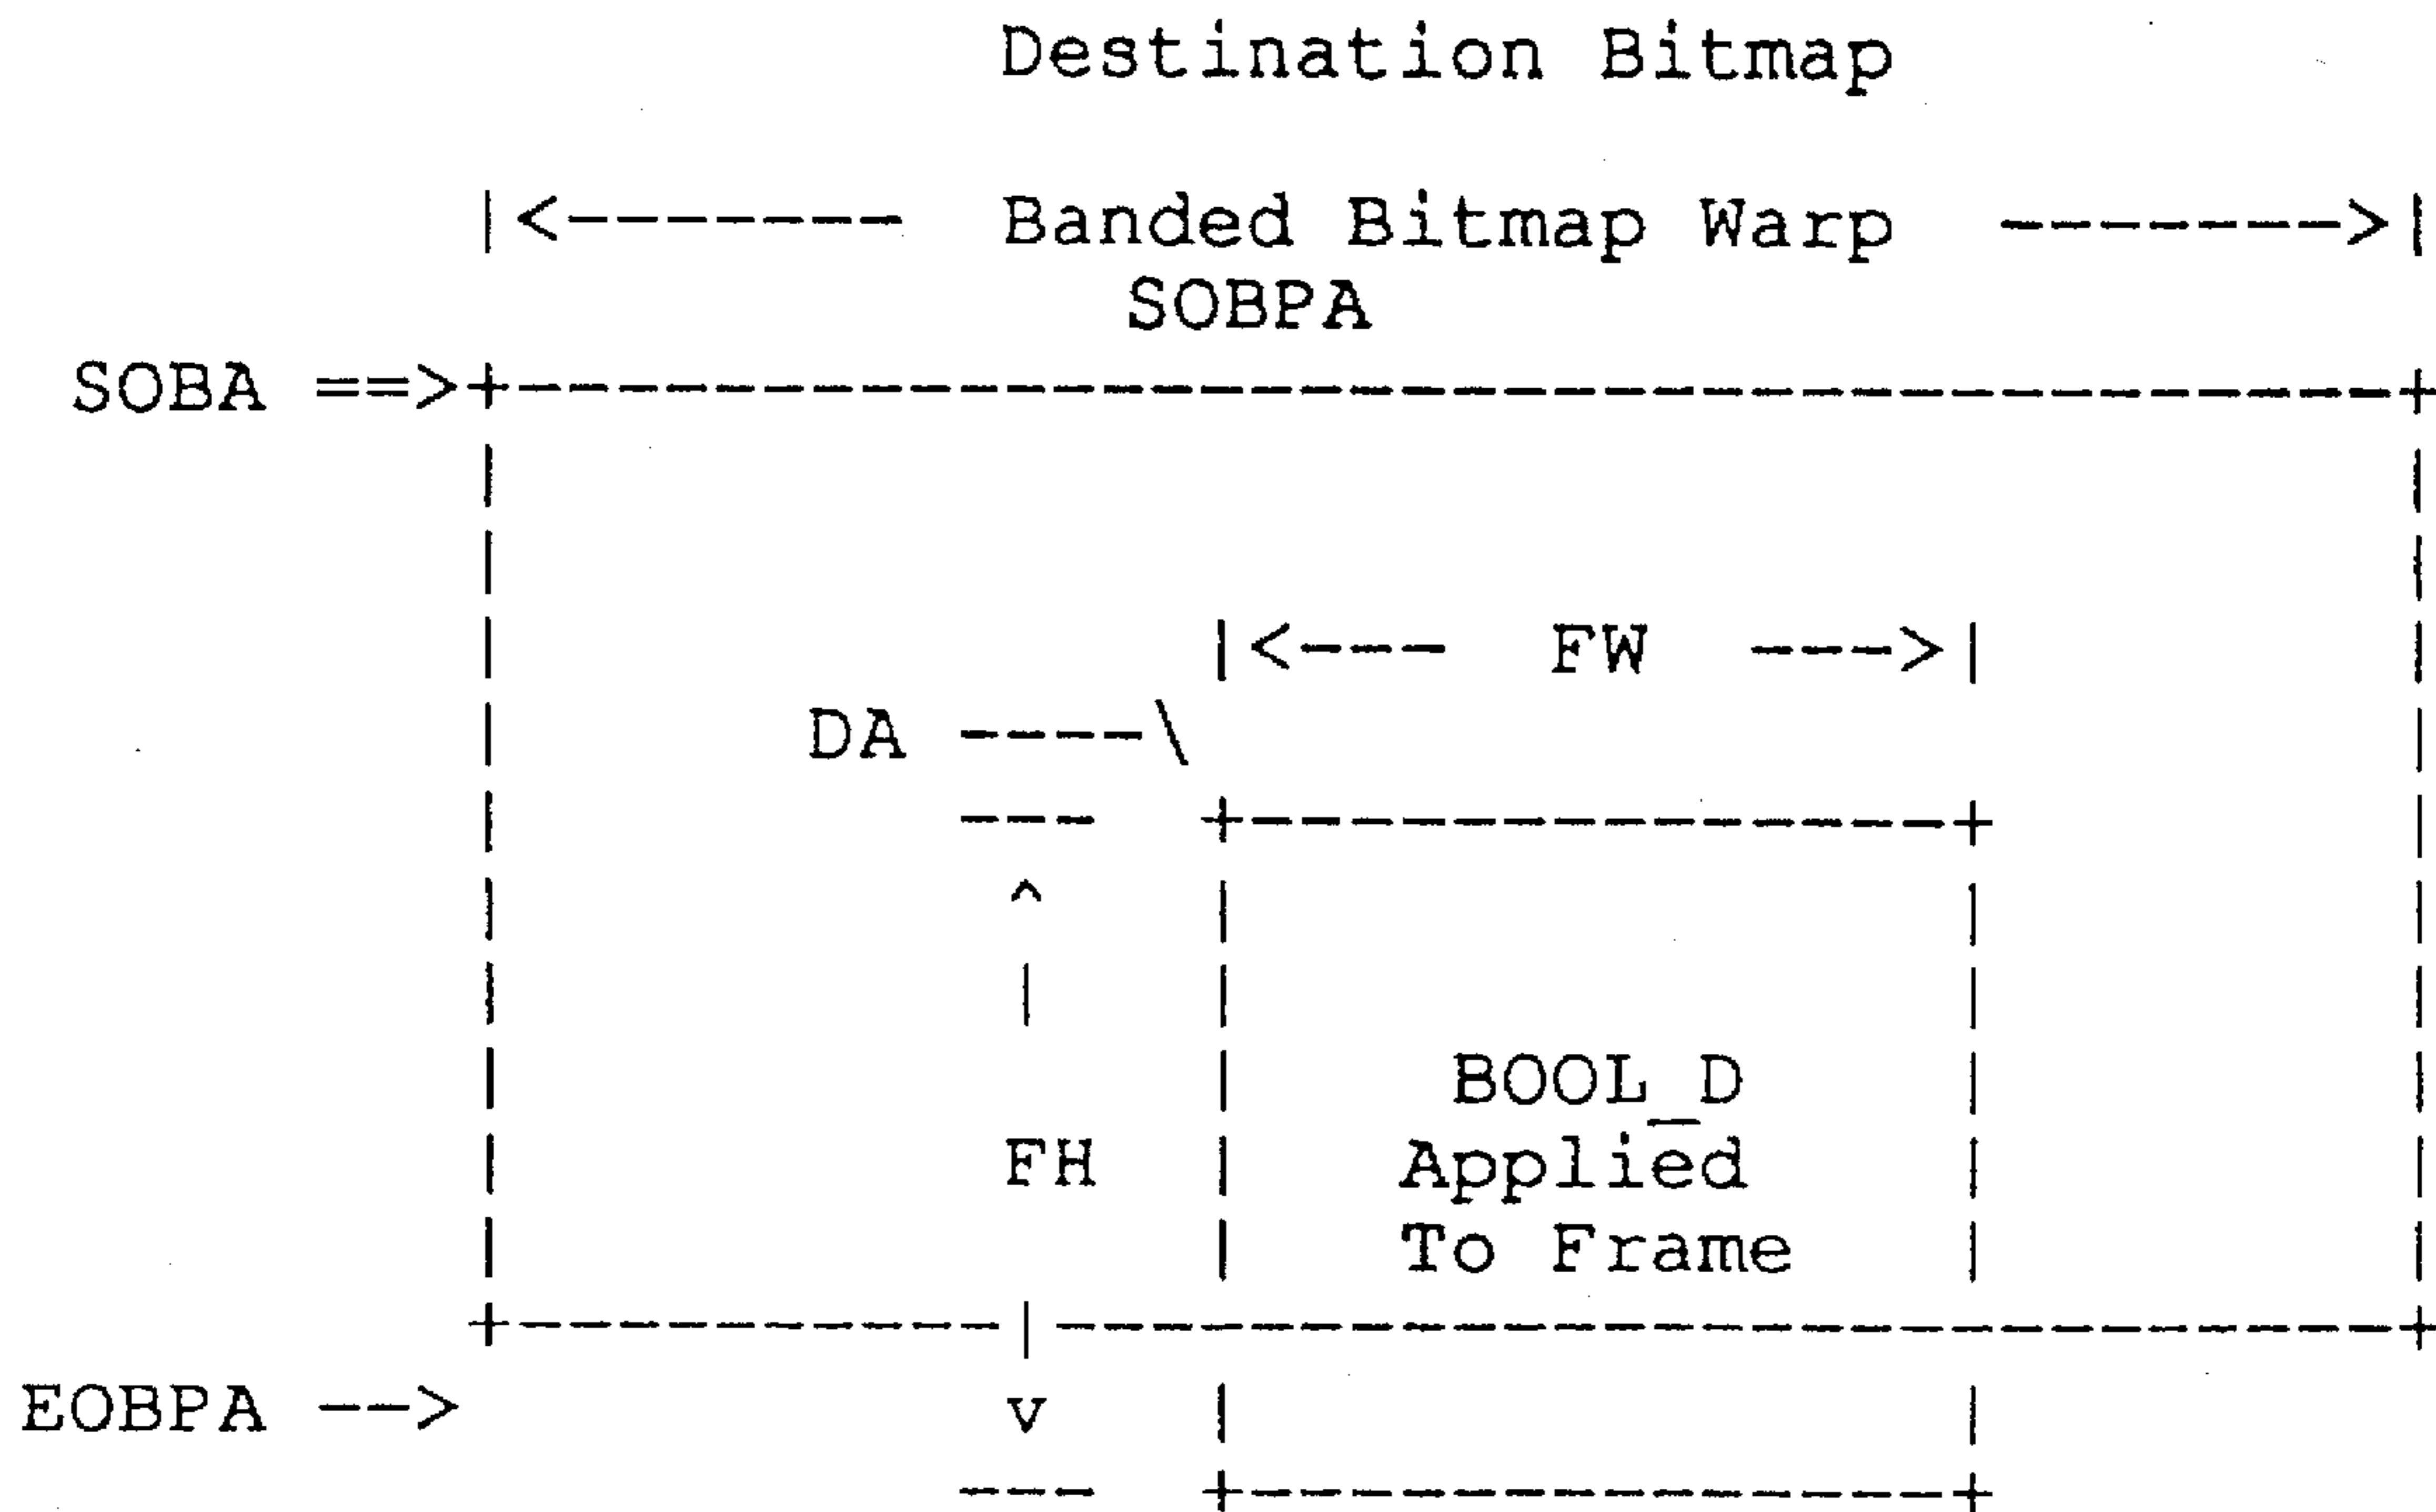 Destination Bitmap
|<------- Banded Bitmap Warp ------->|
SOBPA
SOBA ==>
|<--- FW --->|
DA ----\
FH
BOOL_D
Applied
To Frame
EOBPA -->
v